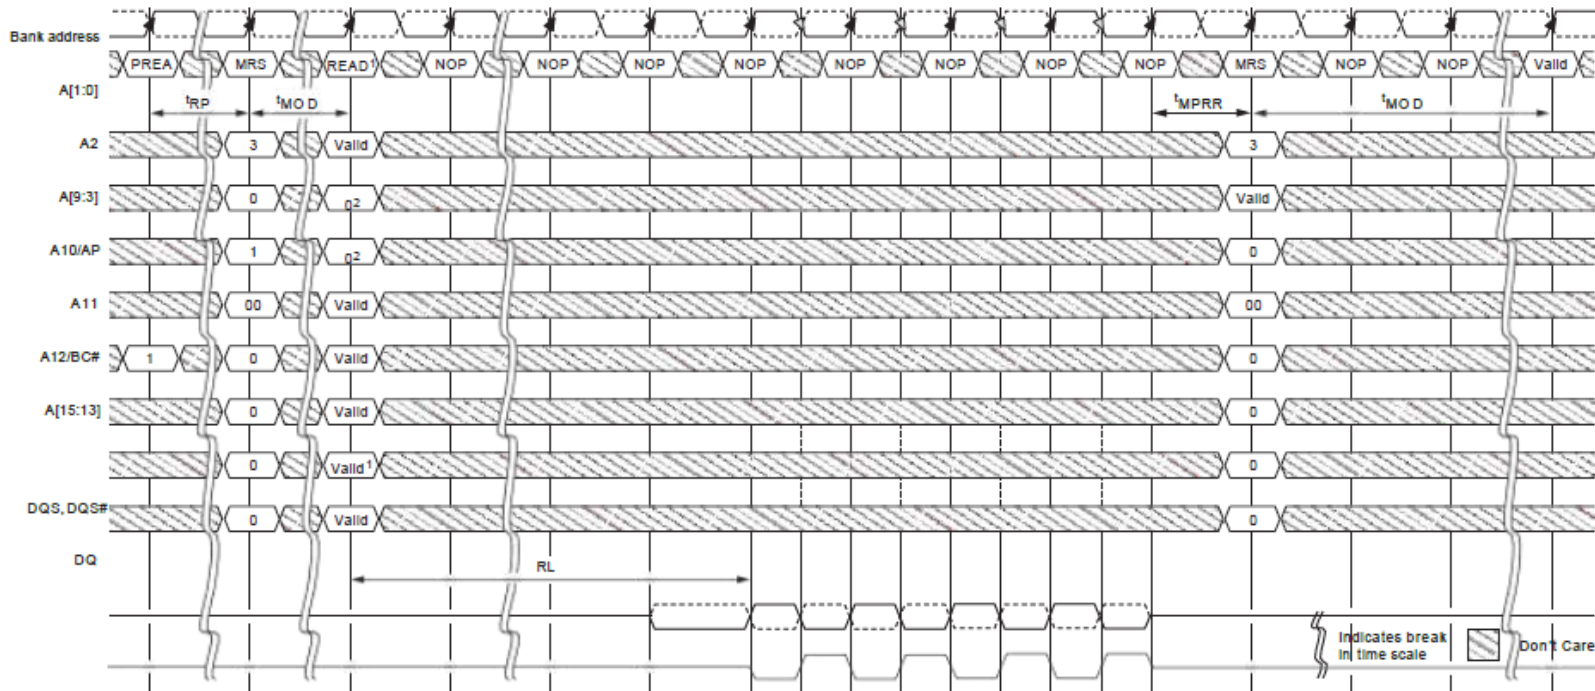 Bank address
PREA MRS READ1 NOP NOP NOP NOP NOP NOP NOP NOP MRS NOP NOP Valid
A[1:0]
tRP tMOD tMPRR tMOD
A2 3 Valid 3
A[9:3] 0 02 Valid
A10/AP 1 02 0
A11 00 Valid 00
A12/BC# 1 0 Valid 0
A[15:13] 0 Valid 0
0 Valid1 0
DQS, DQS# 0 Valid 0
DQ
RL
Indicates break
in time scale
Don't Care